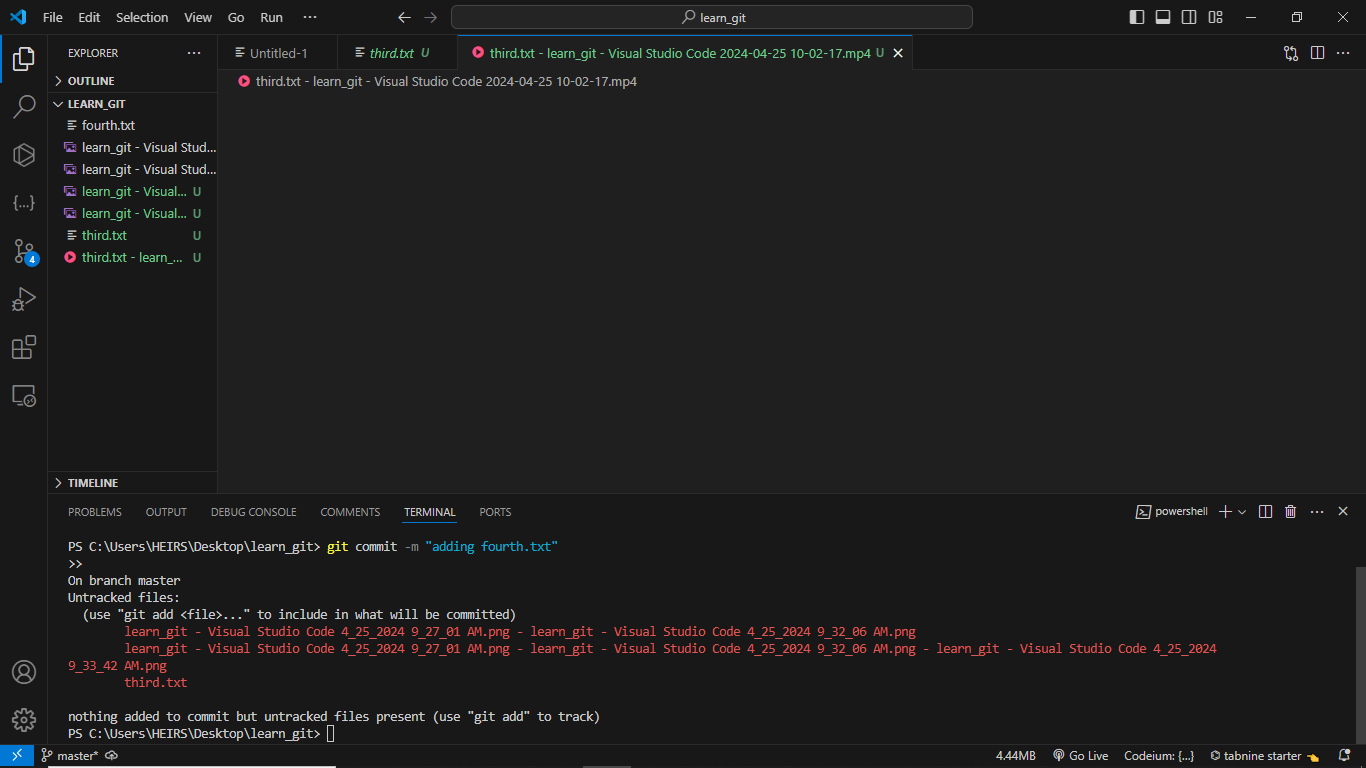 File Edit Selection View Go Run ···
learn_git
EXPLORER ···
OUTLINE
LEARN_GIT
fourth.txt
learn_git - Visual Stud...
learn_git - Visual Stud...
learn_git - Visual... U
learn_git - Visual... U
third.txt U
third.txt - learn_... U
TIMELINE
4
Untitled-1
third.txt U
third.txt - learn_git - Visual Studio Code 2024-04-25 10-02-17.mp4 U
third.txt - learn_git - Visual Studio Code 2024-04-25 10-02-17.mp4
PROBLEMS OUTPUT DEBUG CONSOLE COMMENTS TERMINAL PORTS
powershell
PS C:\Users\HEIRS\Desktop\learn_git> git commit -m "adding fourth.txt"
>>
On branch master
Untracked files:
(use "git add <file>..." to include in what will be committed)
learn_git - Visual Studio Code 4_25_2024 9_27_01 AM.png - learn_git - Visual Studio Code 4_25_2024 9_32_06 AM.png
learn_git - Visual Studio Code 4_25_2024 9_27_01 AM.png - learn_git - Visual Studio Code 4_25_2024 9_32_06 AM.png - learn_git - Visual Studio Code 4_25_2024
9_33_42 AM.png
third.txt
nothing added to commit but untracked files present (use "git add" to track)
PS C:\Users\HEIRS\Desktop\learn_git>
master* 4.44MB Go Live Codeium: {...} tabnine starter